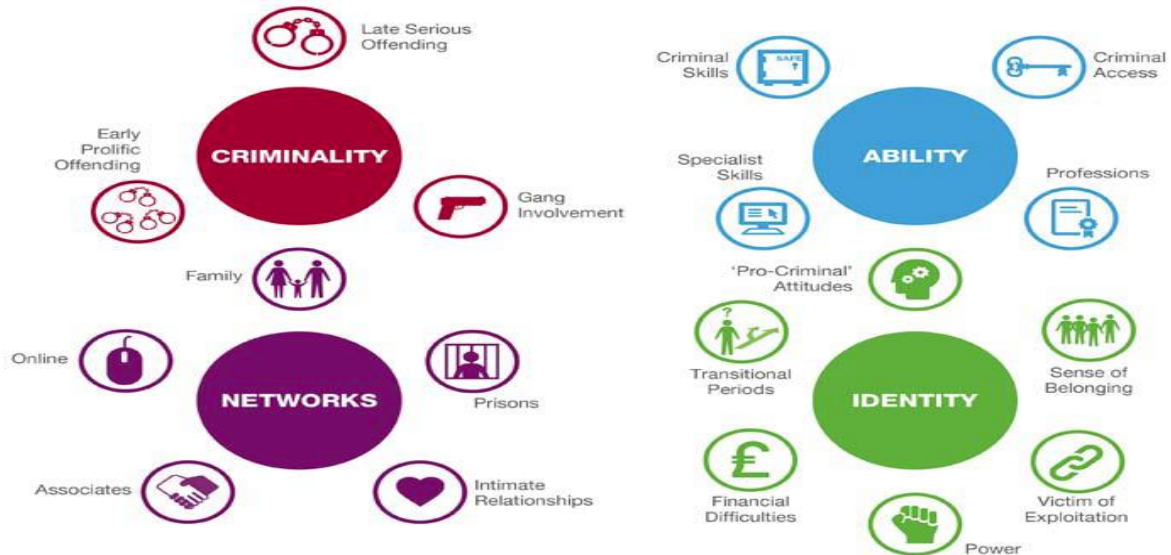 Late Serious
Offending
CRIMINALITY
Early
Prolific
Offending
Gang
Involvement
Criminal
Skills
SAFE
Criminal
Access
ABILITY
Specialist
Skills
Professions
Family
Online
NETWORKS
Prisons
Associates
Intimate
Relationships
'Pro-Criminal'
Attitudes
?
Transitional
Periods
IDENTITY
Sense of
Belonging
£
Financial
Difficulties
Victim of
Exploitation
Power